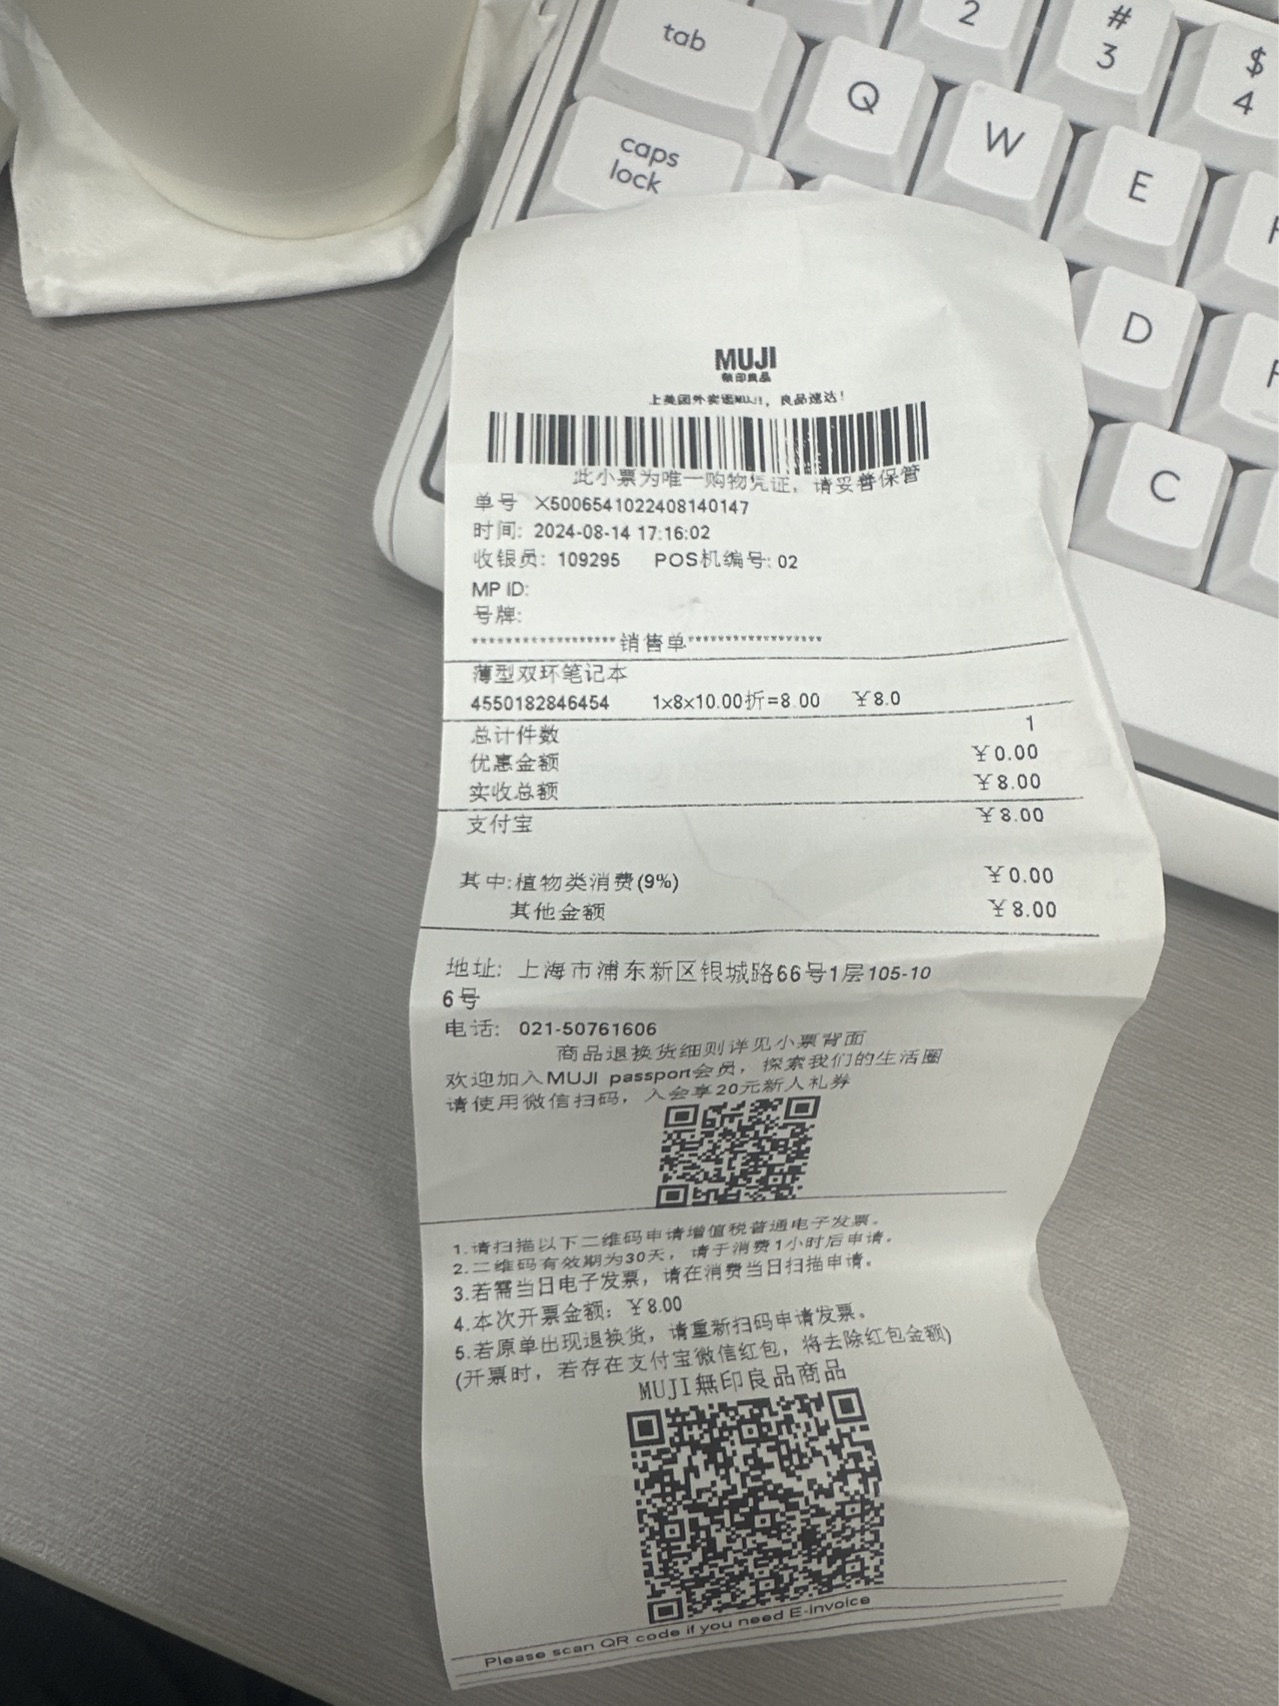 tab
2
#
3
$
4
Q
W
E
caps
lock
D
C
MUJI
無印良品
上美团外卖逛MUJI，良品速达！
此小票为唯一购物凭证，请妥善保管
单号 X5006541022408140147
时间: 2024-08-14 17:16:02
收银员: 109295 POS机编号: 02
MP ID:
号牌:
******************销售单******************
薄型双环笔记本
4550182846454 1x8x10.00折=8.00 ￥8.0
总计件数 1
优惠金额 ￥0.00
实收总额 ￥8.00
支付宝 ￥8.00
其中:植物类消费(9%) ￥0.00
其他金额 ￥8.00
地址: 上海市浦东新区银城路66号1层105-10
6号
电话: 021-50761606
商品退换货细则详见小票背面
欢迎加入MUJI passport会员，探索我们的生活圈
请使用微信扫码，入会享20元新人礼券
1.请扫描以下二维码申请增值税普通电子发票。
2.二维码有效期为30天，请于消费1小时后申请。
3.若需当日电子发票，请在消费当日扫描申请。
4.本次开票金额: ￥8.00
5.若原单出现退换货，请重新扫码申请发票。
(开票时，若存在支付宝微信红包，将去除红包金额)
MUJI無印良品商品
Please scan QR code if you need E-invoice